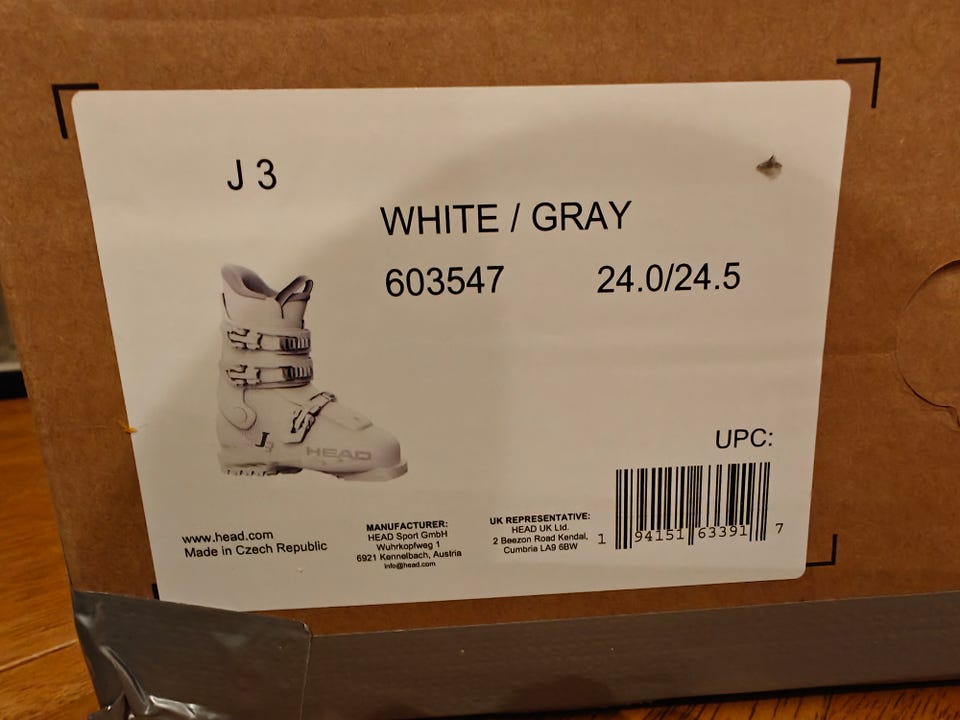 J 3
WHITE / GRAY
603547 24.0/24.5
J3
HEAD
UPC:
1 94151 63391 7
www.head.com
Made in Czech Republic
MANUFACTURER:
HEAD Sport GmbH
Wuhrkopfweg 1
6921 Kennelbach, Austria
info@head.com
UK REPRESENTATIVE:
HEAD UK Ltd.
2 Beezon Road Kendal,
Cumbria LA9 6BW